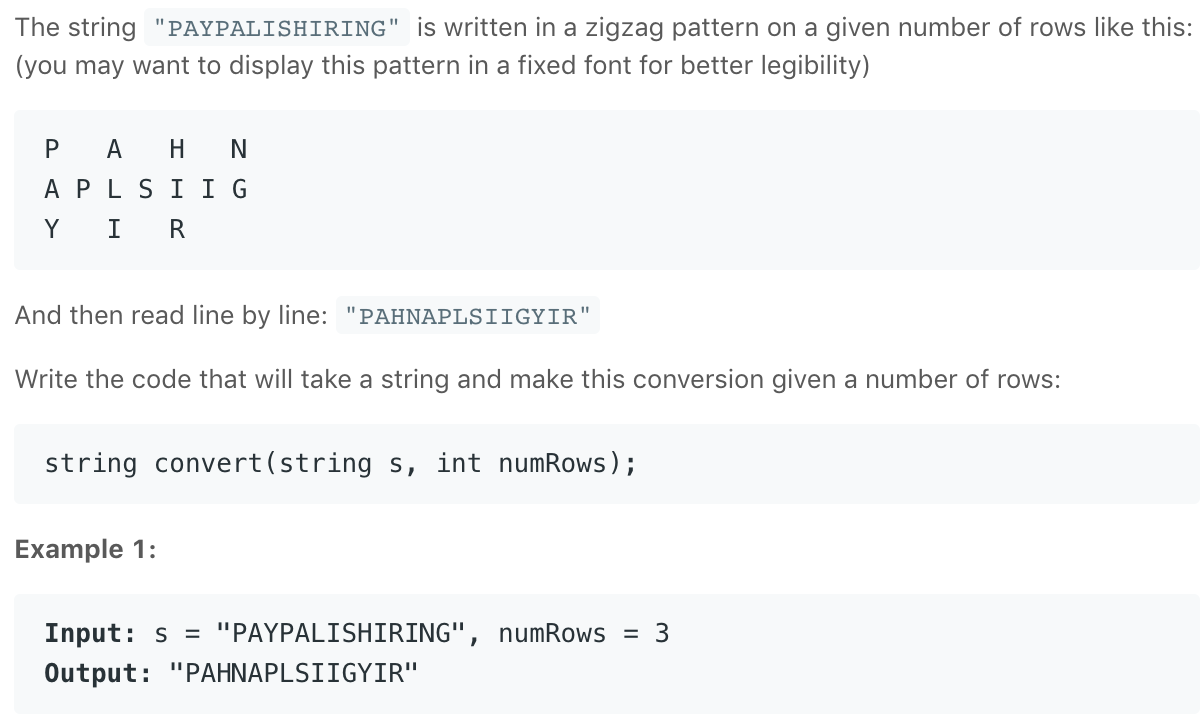 The string "PAYPALISHIRING" is written in a zigzag pattern on a given number of rows like this:
(you may want to display this pattern in a fixed font for better legibility)
P   A   H   N
A P L S I I G
Y   I   R
And then read line by line: "PAHNAPLSIIGYIR"
Write the code that will take a string and make this conversion given a number of rows:
string convert(string s, int numRows);
Example 1:
Input: s = "PAYPALISHIRING", numRows = 3
Output: "PAHNAPLSIIGYIR"